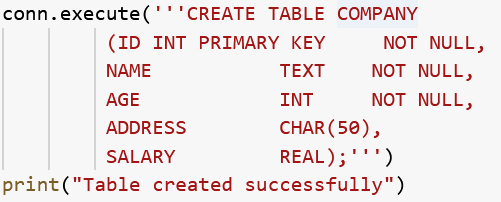 conn.execute('''CREATE TABLE COMPANY
(ID INT PRIMARY KEY NOT NULL,
NAME TEXT NOT NULL,
AGE INT NOT NULL,
ADDRESS CHAR(50),
SALARY REAL);''')
print("Table created successfully")